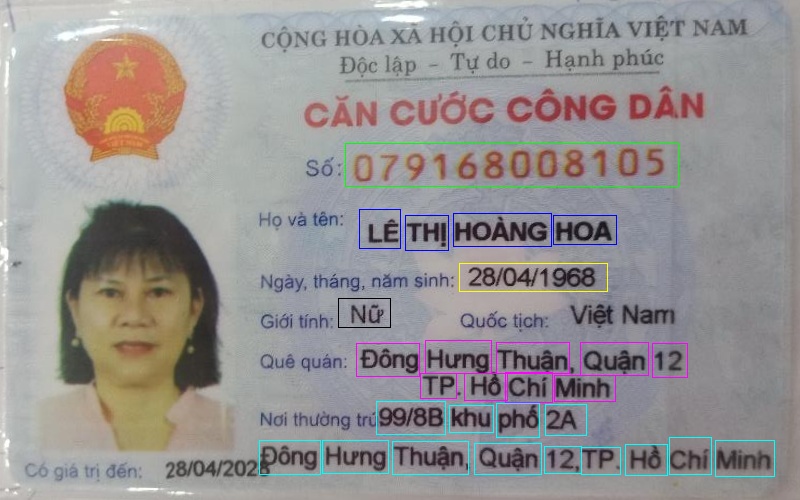 CỘNG HÒA XÃ HỘI CHỦ NGHĨA VIỆT NAM
Độc lập – Tự do – Hạnh phúc
CĂN CƯỚC CÔNG DÂN
Số: 079168008105
Họ và tên: LÊ THỊ HOÀNG HOA
Ngày, tháng, năm sinh: 28/04/1968
Giới tính: Nữ Quốc tịch: Việt Nam
Quê quán: Đông Hưng Thuận, Quận 12
TP. Hồ Chí Minh
Nơi thường trú: 99/8B khu phố 2A
Đông Hưng Thuận, Quận 12, TP. Hồ Chí Minh
Có giá trị đến: 28/04/2028